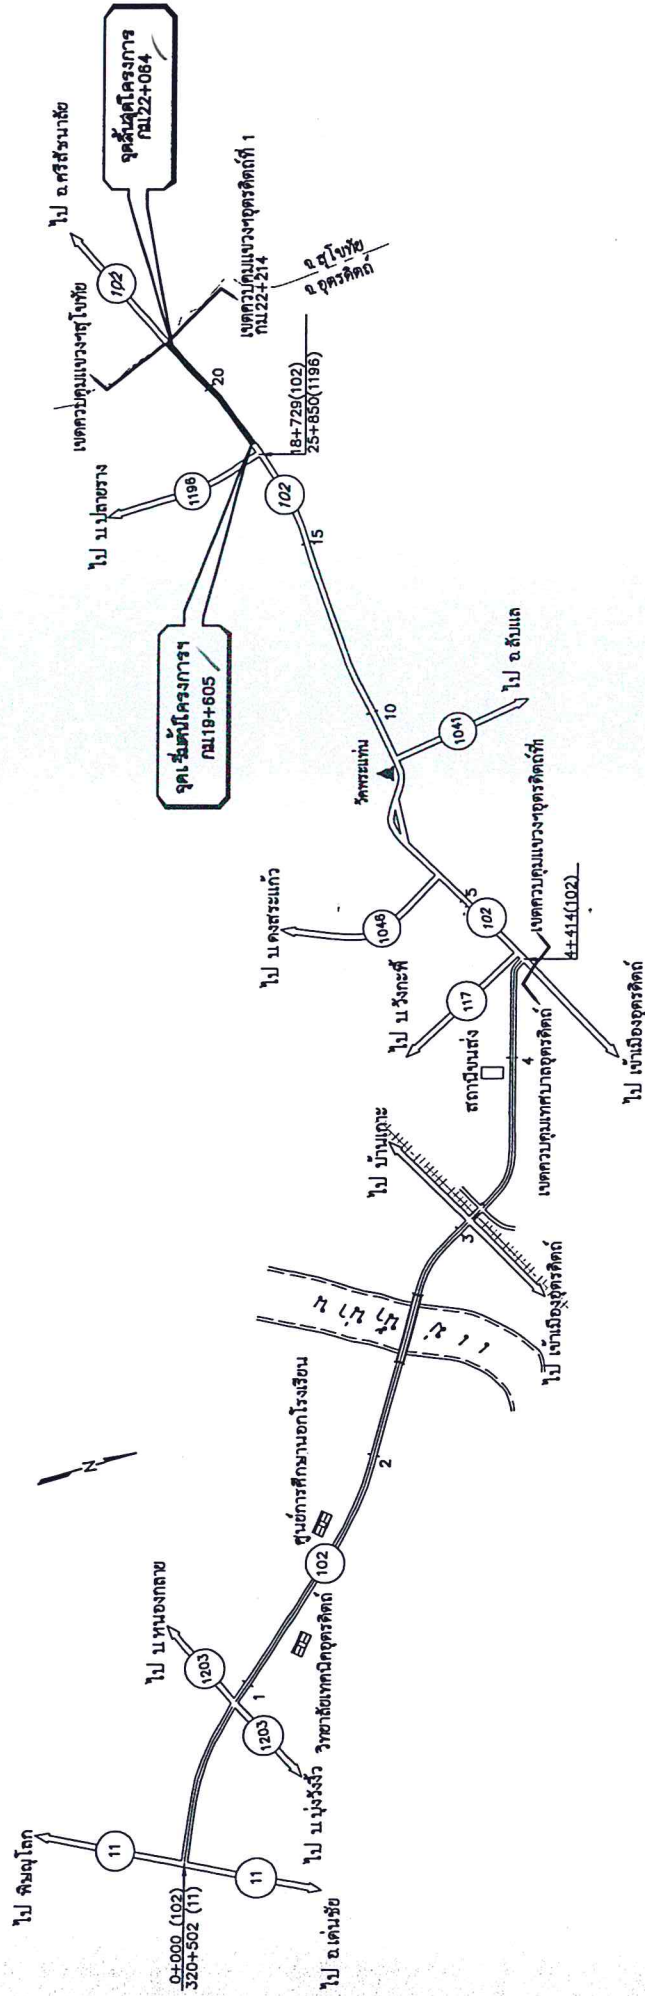 ไป พิษณุโลก
11
0+000 (102)
320+502 (11)
11
ไป อ.เด่นชัย
ไป บ.หนองกลาย
1203
1
1203
ไป บ.บุ่งวังงิ้ว
วิทยาลัยเทคนิคอุตรดิตถ์
102
ศูนย์การศึกษานอกโรงเรียน
N
2
แม่น้ำน่าน
3
ไป บ้านเกาะ
ไป เข้าเมืองอุตรดิตถ์
สถานีขนส่ง
4
เขตควบคุมเทศบาลอุตรดิตถ์
ไป บ.วังกะพี้
117
เขตควบคุมแขวงฯอุตรดิตถ์ที่1
4+414(102)
ไป เข้าเมืองอุตรดิตถ์
102
5
ไป บ.ดงสระแก้ว
1046
วัดพระแท่น
1041
ไป อ.ลับแล
10
15
จุดเริ่มต้นโครงการฯ
กม.19+605
ไป บ.ปลายราง
1196
102
18+729(102)
25+850(1196)
20
เขตควบคุมแขวงฯสุโขทัย
เขตควบคุมแขวงฯอุตรดิตถ์ที่ 1
กม.22+214
จ.สุโขทัย
จ.อุตรดิตถ์
102
ไป อ.ศรีสัชนาลัย
จุดสิ้นสุดโครงการ
กม.22+064